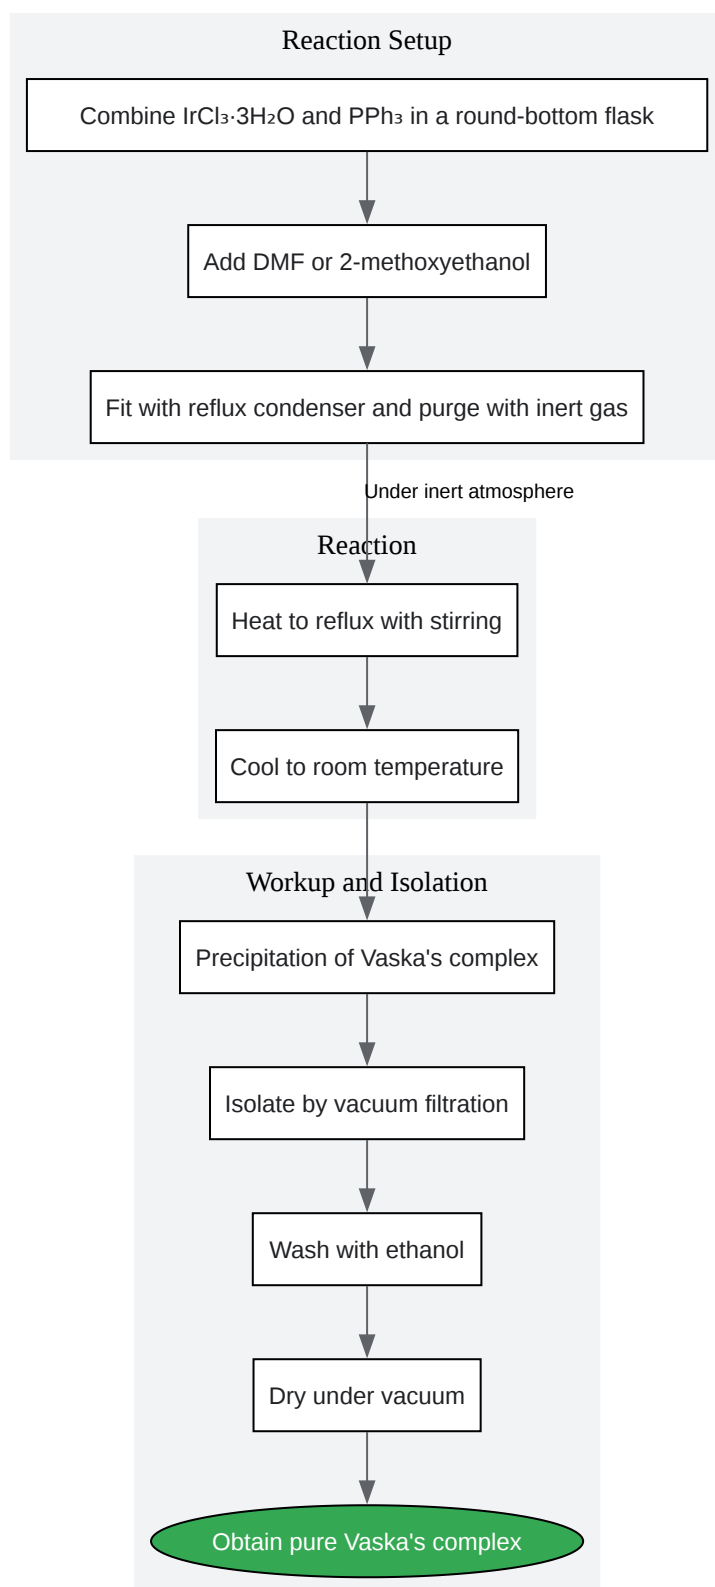 Reaction Setup
Combine IrCl₃·3H₂O and PPh₃ in a round-bottom flask
Add DMF or 2-methoxyethanol
Fit with reflux condenser and purge with inert gas
Under inert atmosphere
Reaction
Heat to reflux with stirring
Cool to room temperature
Workup and Isolation
Precipitation of Vaska's complex
Isolate by vacuum filtration
Wash with ethanol
Dry under vacuum
Obtain pure Vaska's complex